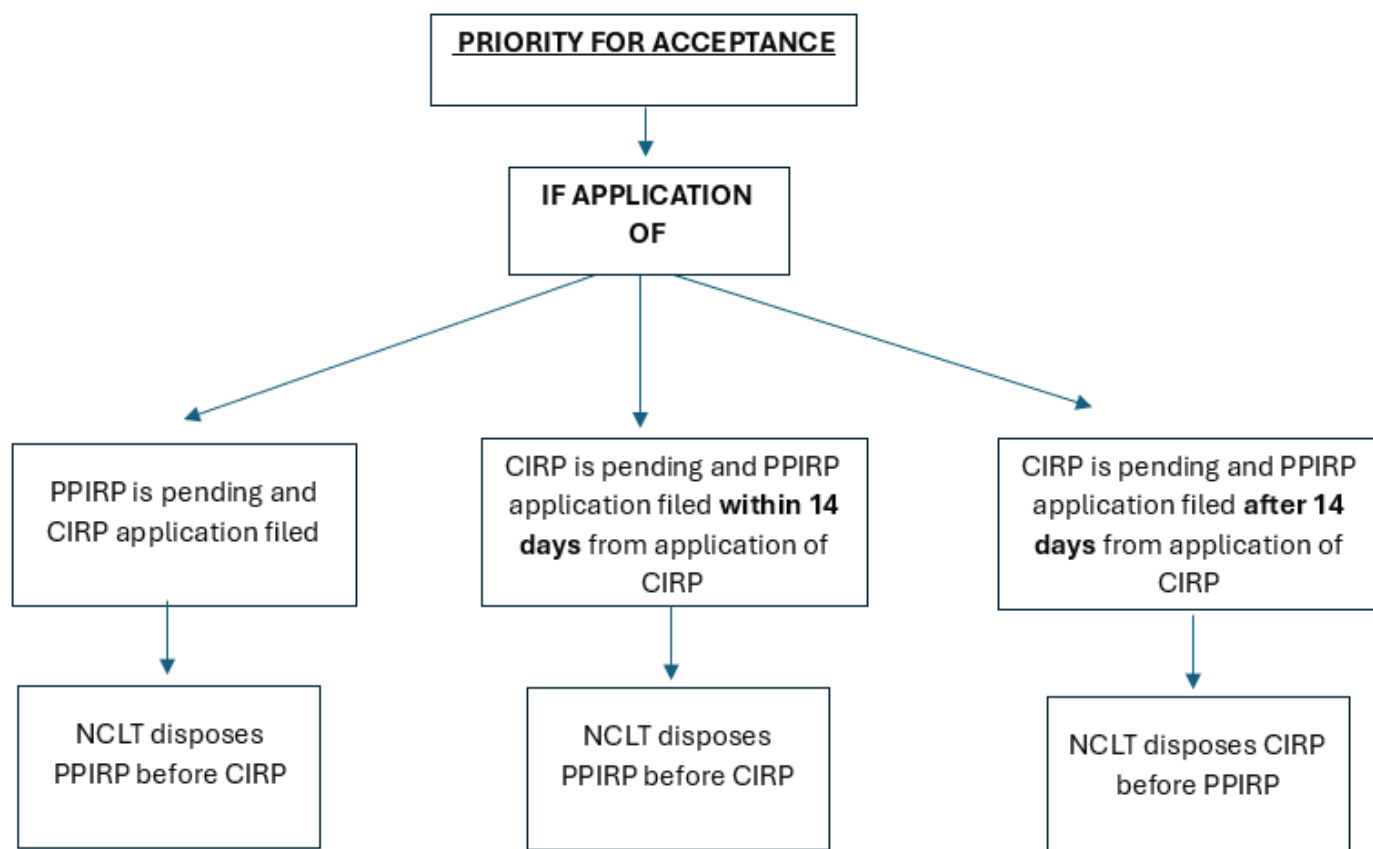 PRIORITY FOR ACCEPTANCE
IF APPLICATION
OF
PPIRP is pending and
CIRP application filed
CIRP is pending and PPIRP
application filed within 14
days from application of
CIRP
CIRP is pending and PPIRP
application filed after 14
days from application of
CIRP
NCLT disposes
PPIRP before CIRP
NCLT disposes
PPIRP before CIRP
NCLT disposes CIRP
before PPIRP